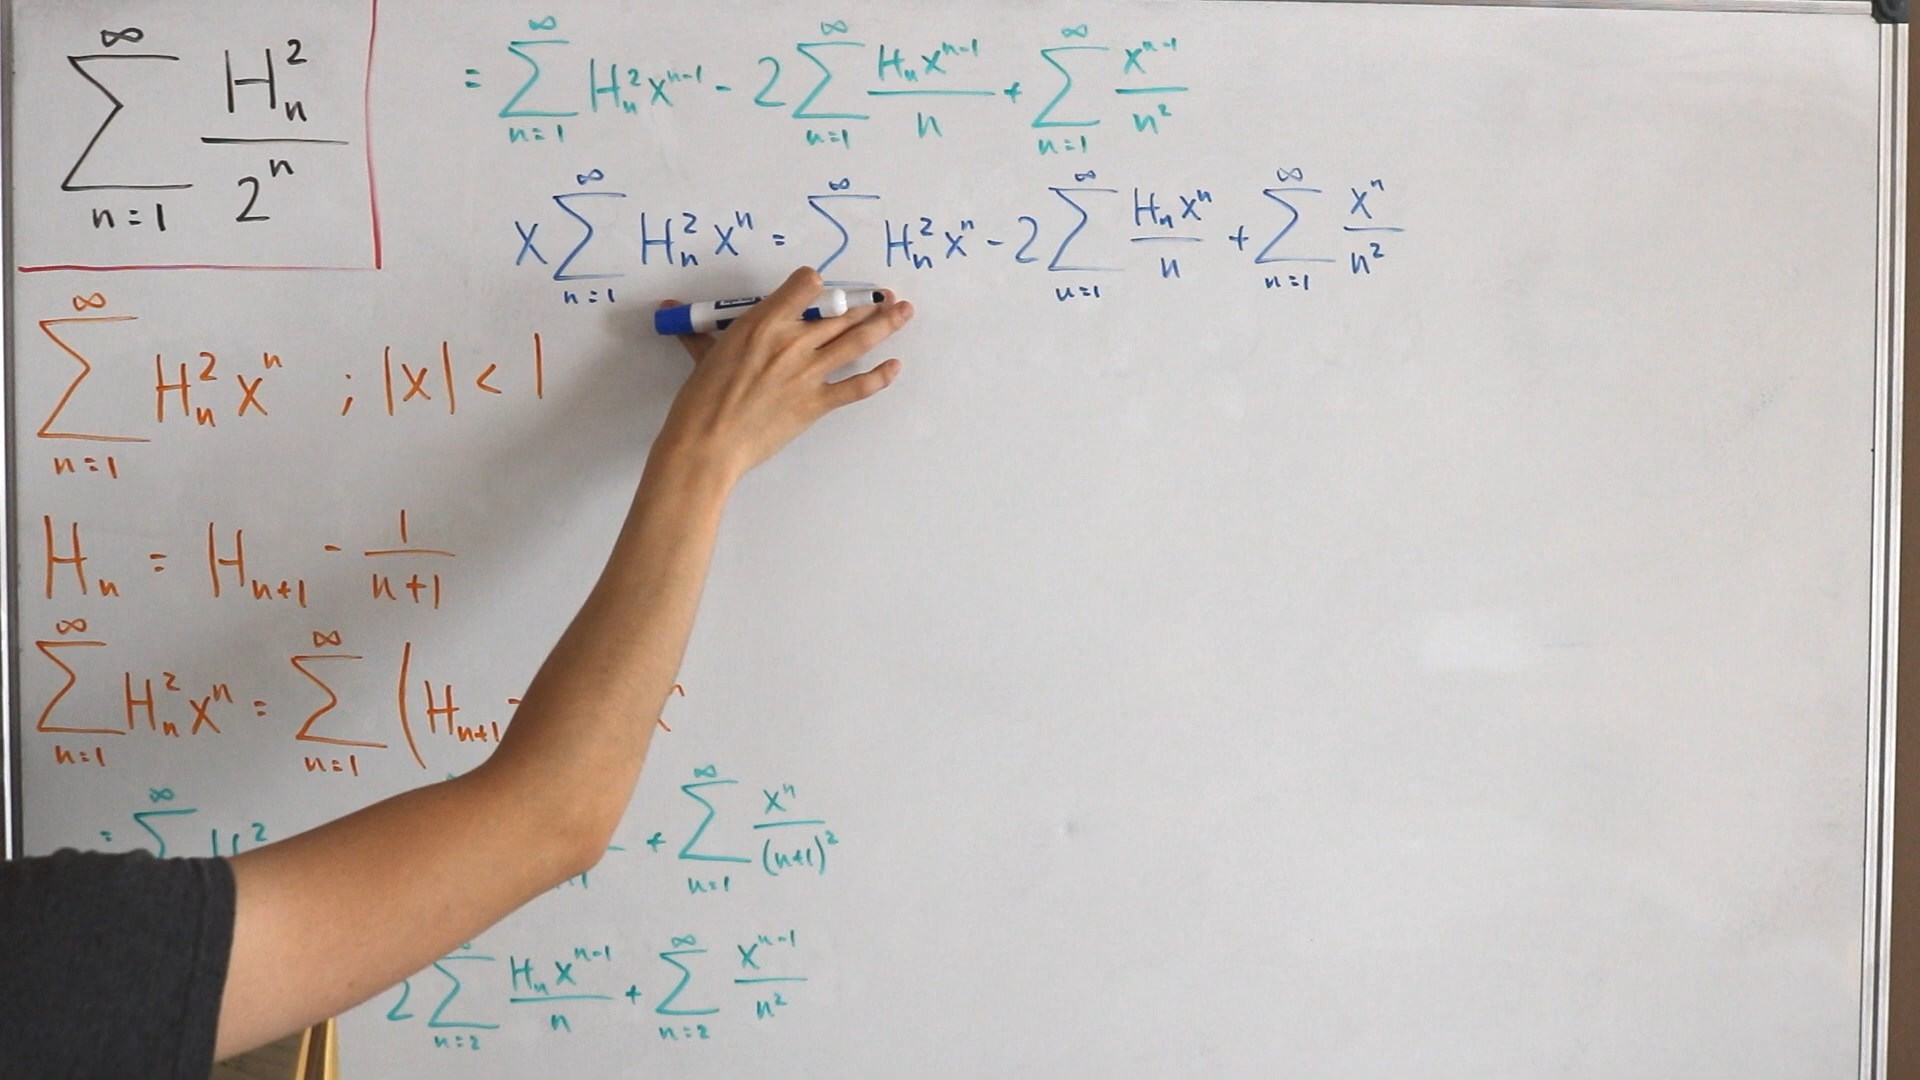 ∞ ∑ n=1 H_n^2 / 2^n
∑_{n=1}^{∞} H_n^2 x^n ; |x| < 1
H_n = H_{n+1} - 1/(n+1)
∑_{n=1}^{∞} H_n^2 x^n = ∑_{n=1}^{∞} (H_{n+1} - n
= ∑^{∞} H^2 + ∑_{n=1}^{∞} x^n/(n+1)^2
2 ∑_{n=2}^{∞} H_n x^{n-1}/n + ∑_{n=2}^{∞} x^{n-1}/n^2
= ∑_{n=1}^{∞} H_n^2 x^{n-1} - 2 ∑_{n=1}^{∞} H_n x^{n-1}/n + ∑_{n=1}^{∞} x^{n-1}/n^2
x ∑_{n=1}^{∞} H_n^2 x^n = ∑^{∞} H_n^2 x^n - 2 ∑_{n=1}^{∞} H_n x^n/n + ∑_{n=1}^{∞} x^n/n^2